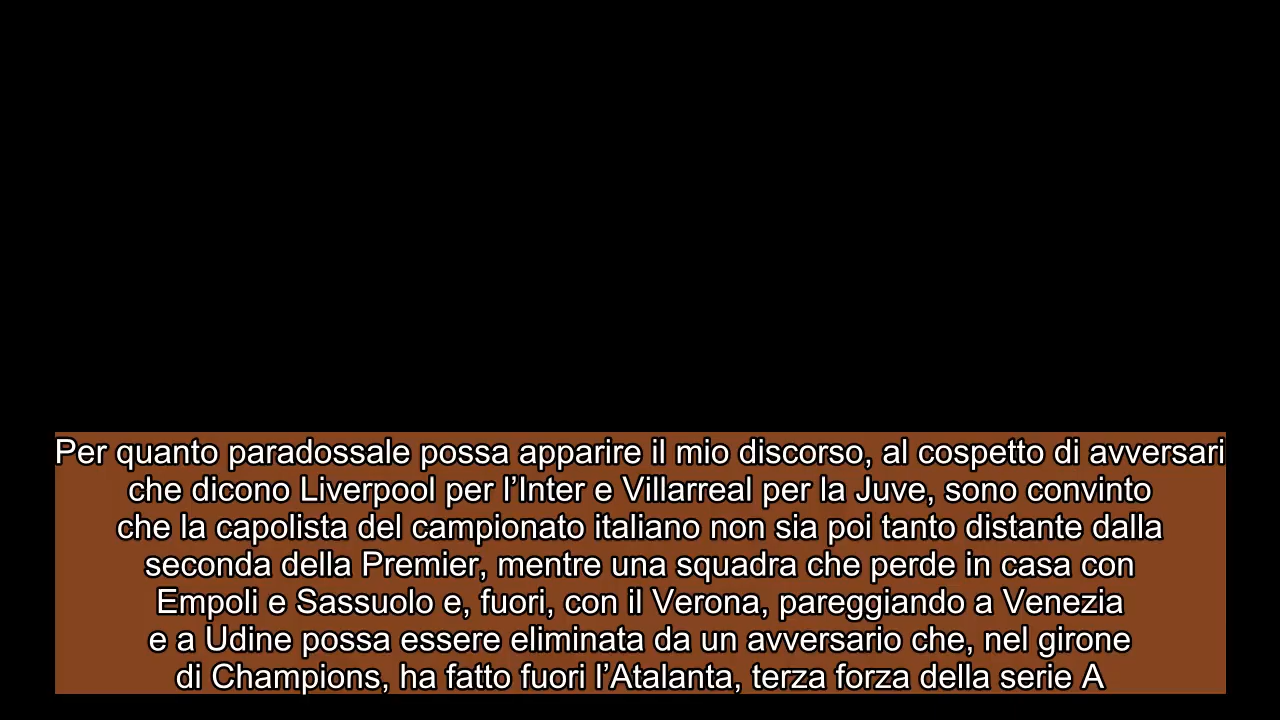 Per quanto paradossale possa apparire il mio discorso, al cospetto di avversari
che dicono Liverpool per l’Inter e Villarreal per la Juve, sono convinto
che la capolista del campionato italiano non sia poi tanto distante dalla
seconda della Premier, mentre una squadra che perde in casa con
Empoli e Sassuolo e, fuori, con il Verona, pareggiando a Venezia
e a Udine possa essere eliminata da un avversario che, nel girone
di Champions, ha fatto fuori l’Atalanta, terza forza della serie A